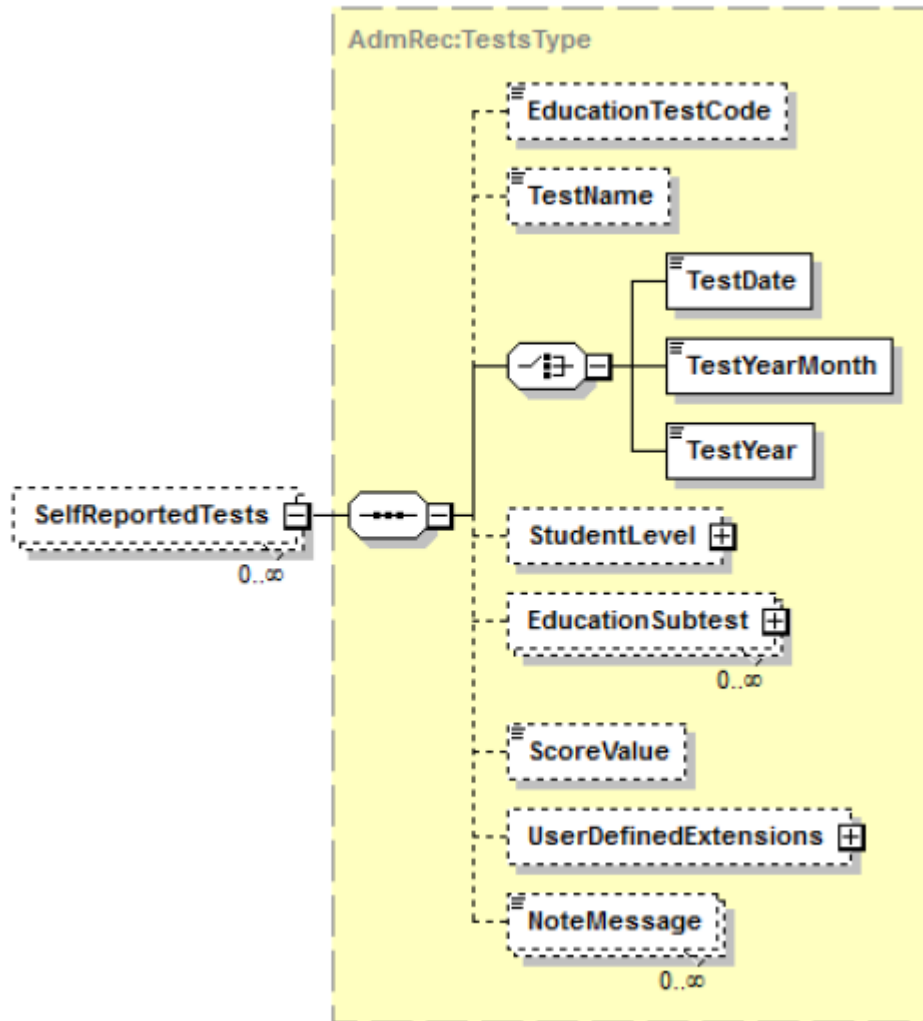 AdmRec:TestsType
EducationTestCode
TestName
TestDate
TestYearMonth
TestYear
SelfReportedTests
0..∞
StudentLevel
EducationSubtest
0..∞
ScoreValue
UserDefinedExtensions
NoteMessage
0..∞